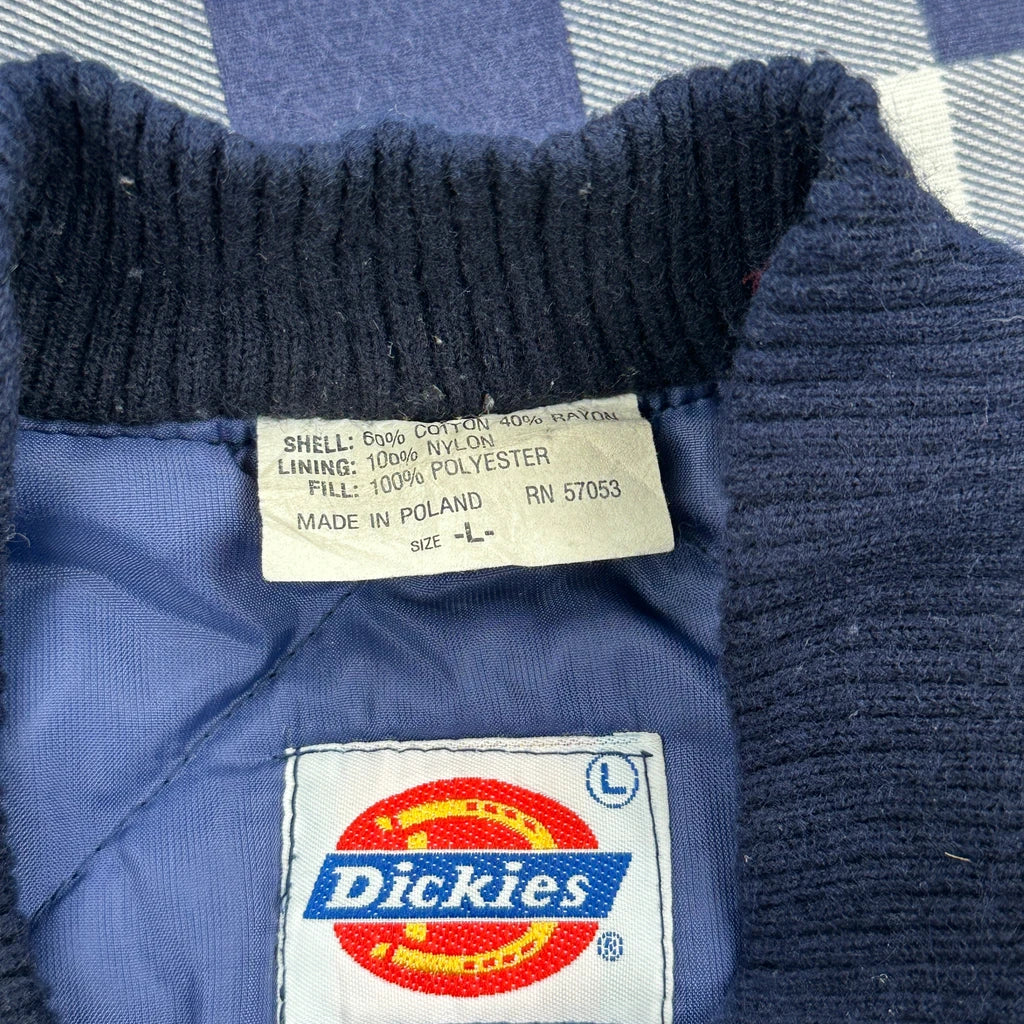 SHELL: 60% COTTON 40% RAYON
LINING: 100% NYLON
FILL: 100% POLYESTER
MADE IN POLAND RN 57053
SIZE -L-
L
Dickies
®